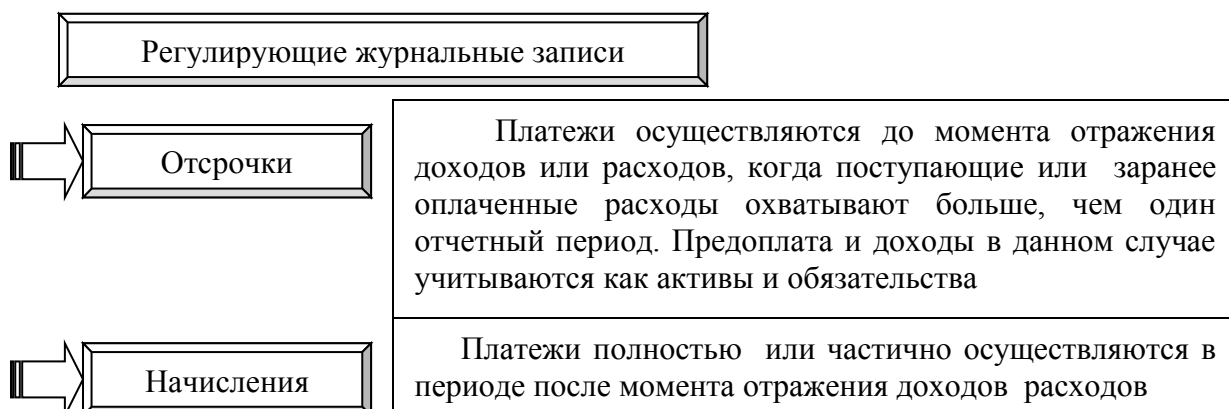 Регулирующие журнальные записи
Отсрочки
Платежи осуществляются до момента отражения
доходов или расходов, когда поступающие или заранее
оплаченные расходы охватывают больше, чем один
отчетный период. Предоплата и доходы в данном случае
учитываются как активы и обязательства
Начисления
Платежи полностью или частично осуществляются в
периоде после момента отражения доходов расходов